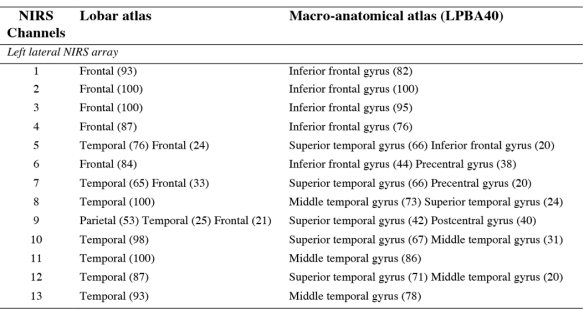 NIRS Lobar atlas Macro-anatomical atlas (LPBA40)
Channels
Left lateral NIRS array
1 Frontal (93) Inferior frontal gyrus (82)
2 Frontal (100) Inferior frontal gyrus (100)
3 Frontal (100) Inferior frontal gyrus (95)
4 Frontal (87) Inferior frontal gyrus (76)
5 Temporal (76) Frontal (24) Superior temporal gyrus (66) Inferior frontal gyrus (20)
6 Frontal (84) Inferior frontal gyrus (44) Precentral gyrus (38)
7 Temporal (65) Frontal (33) Superior temporal gyrus (66) Precentral gyrus (20)
8 Temporal (100) Middle temporal gyrus (73) Superior temporal gyrus (24)
9 Parietal (53) Temporal (25) Frontal (21) Superior temporal gyrus (42) Postcentral gyrus (40)
10 Temporal (98) Superior temporal gyrus (67) Middle temporal gyrus (31)
11 Temporal (100) Middle temporal gyrus (86)
12 Temporal (87) Superior temporal gyrus (71) Middle temporal gyrus (20)
13 Temporal (93) Middle temporal gyrus (78)